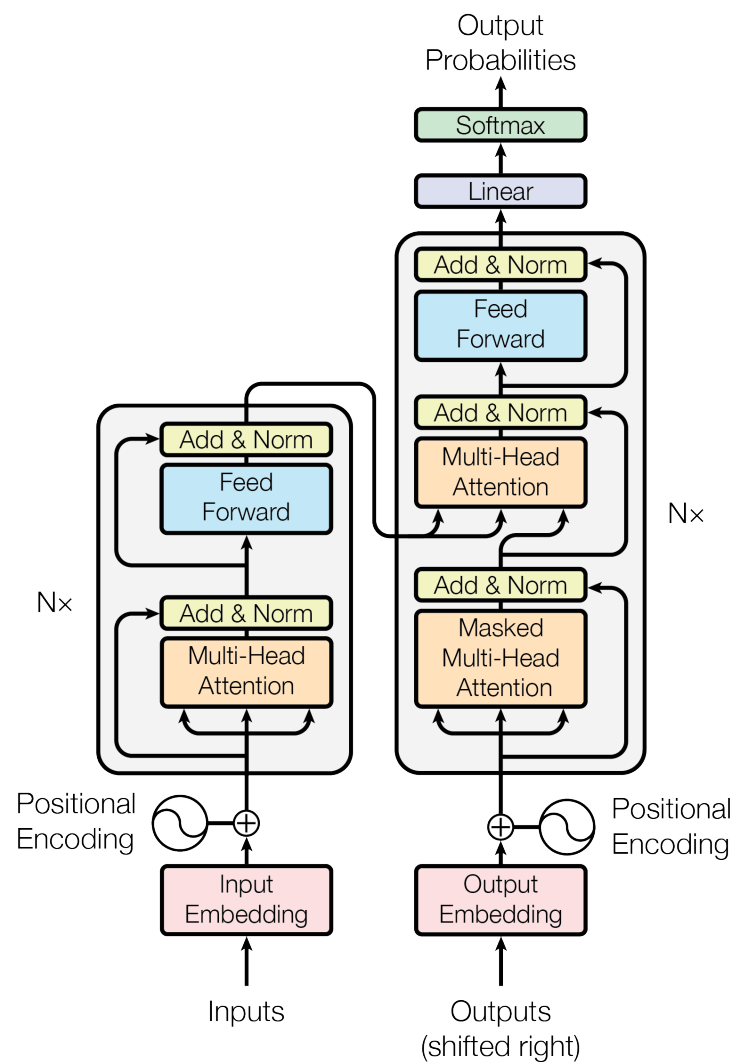 Output
Probabilities
Softmax
Linear
Add & Norm
Feed
Forward
Add & Norm
Multi-Head
Attention
Add & Norm
Masked
Multi-Head
Attention
N×
Add & Norm
Feed
Forward
Add & Norm
Multi-Head
Attention
N×
Positional
Encoding
Positional
Encoding
Input
Embedding
Output
Embedding
Inputs
Outputs
(shifted right)